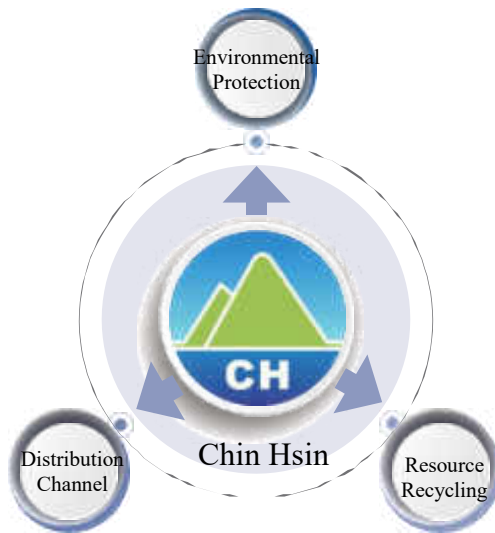 Environmental
Protection
CH
Chin Hsin
Distribution
Channel
Resource
Recycling